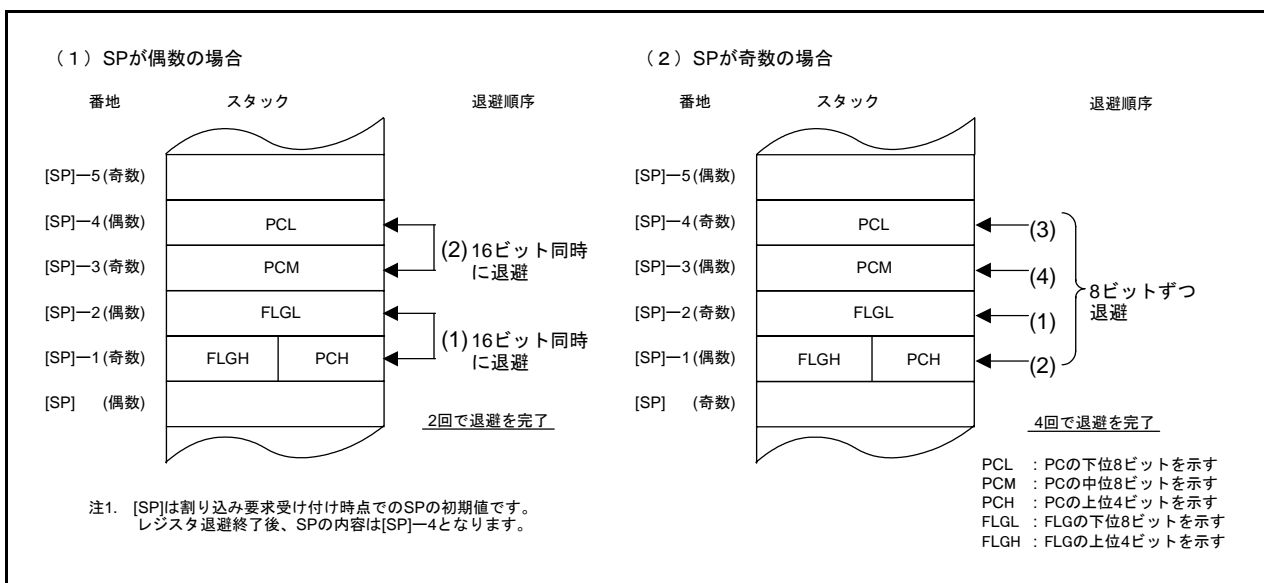 (1) SPが偶数の場合
番地 スタック 退避順序
[SP]ー5(奇数)
[SP]ー4(偶数) PCL
[SP]ー3(奇数) PCM
(2) 16ビット同時
に退避
[SP]ー2(偶数) FLGL
[SP]ー1(奇数) FLGH PCH
(1) 16ビット同時
に退避
[SP] (偶数)
2回で退避を完了
注1. [SP]は割り込み要求受け付け時点でのSPの初期値です。
レジスタ退避終了後、SPの内容は[SP]ー4となります。
(2) SPが奇数の場合
番地 スタック 退避順序
[SP]ー5(偶数)
[SP]ー4(奇数) PCL (3)
[SP]ー3(偶数) PCM (4)
[SP]ー2(奇数) FLGL (1)
[SP]ー1(偶数) FLGH PCH (2)
8ビットずつ
退避
[SP] (奇数)
4回で退避を完了
PCL : PCの下位8ビットを示す
PCM : PCの中位8ビットを示す
PCH : PCの上位4ビットを示す
FLGL : FLGの下位8ビットを示す
FLGH : FLGの上位4ビットを示す